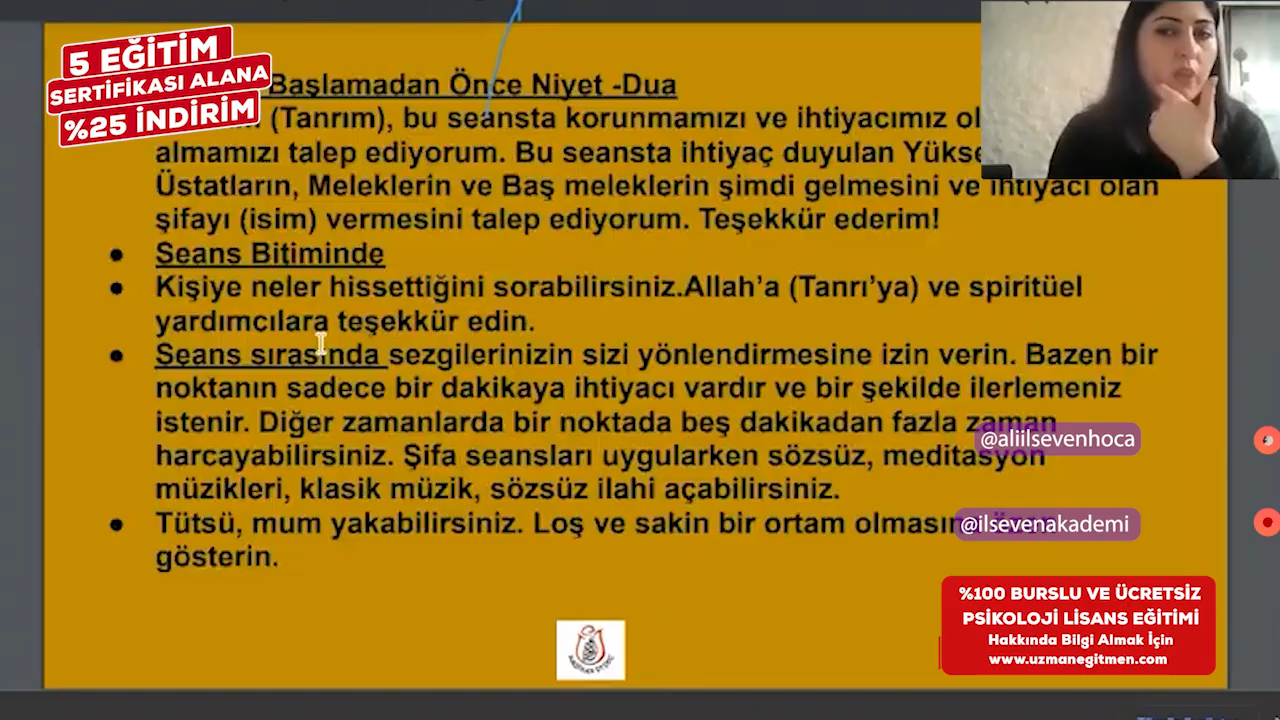 5 EĞİTİM
SERTİFİKASI ALANA
%25 İNDİRİM
Başlamadan Önce Niyet -Dua
(Tanrım), bu seansta korunmamızı ve ihtiyacımız
almamızı talep ediyorum. Bu seansta ihtiyaç duyulan
Üstatların, Meleklerin ve Baş meleklerin şimdi gelmesini ve ihtiyacı olan
şifayı (isim) vermesini talep ediyorum. Teşekkür ederim!
Seans Bitiminde
Kişiye neler hissettiğini sorabilirsiniz.Allah’a (Tanrı’ya) ve spiritüel
yardımcılara teşekkür edin.
Seans sırasında sezgilerinizin sizi yönlendirmesine izin verin. Bazen bir
noktanın sadece bir dakikaya ihtiyacı vardır ve bir şekilde ilerlemeniz
istenir. Diğer zamanlarda bir noktada beş dakikadan fazla zaman
harcayabilirsiniz. Şifa seansları uygularken sözsüz, meditasyon
müzikleri, klasik müzik, sözsüz ilahi açabilirsiniz.
Tütsü, mum yakabilirsiniz. Loş ve sakin bir ortam
gösterin.
@aliilsevenhoca
@ilsevenakademi
%100 BURSLU VE ÜCRETSİZ
PSİKOLOJİ LİSANS EĞİTİMİ
Hakkında Bilgi Almak İçin
www.uzmanegitmen.com